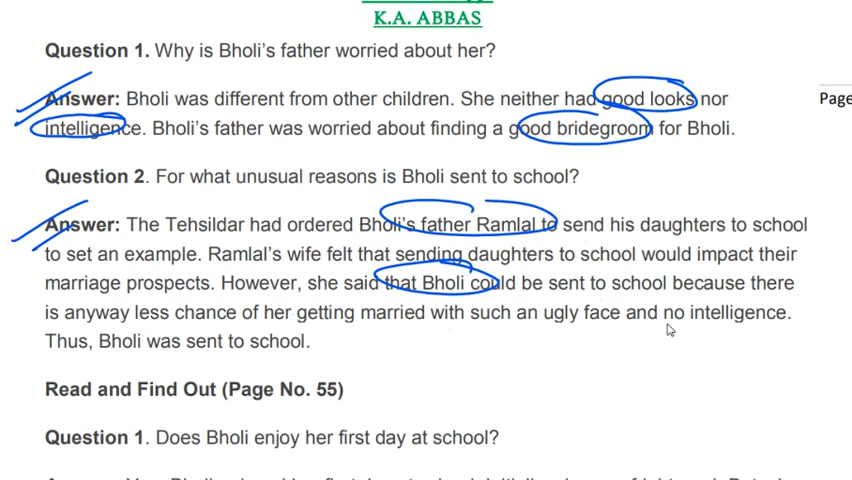 K.A. ABBAS
Question 1. Why is Bholi's father worried about her?
Answer: Bholi was different from other children. She neither had good looks nor
Page
intelligence. Bholi's father was worried about finding a good bridegroom for Bholi.
Question 2. For what unusual reasons is Bholi sent to school?
Answer: The Tehsildar had ordered Bholi's father Ramlal to send his daughters to school
to set an example. Ramlal's wife felt that sending daughters to school would impact their
marriage prospects. However, she said that Bholi could be sent to school because there
is anyway less chance of her getting married with such an ugly face and no intelligence.
Thus, Bholi was sent to school.
Read and Find Out (Page No. 55)
Question 1. Does Bholi enjoy her first day at school?